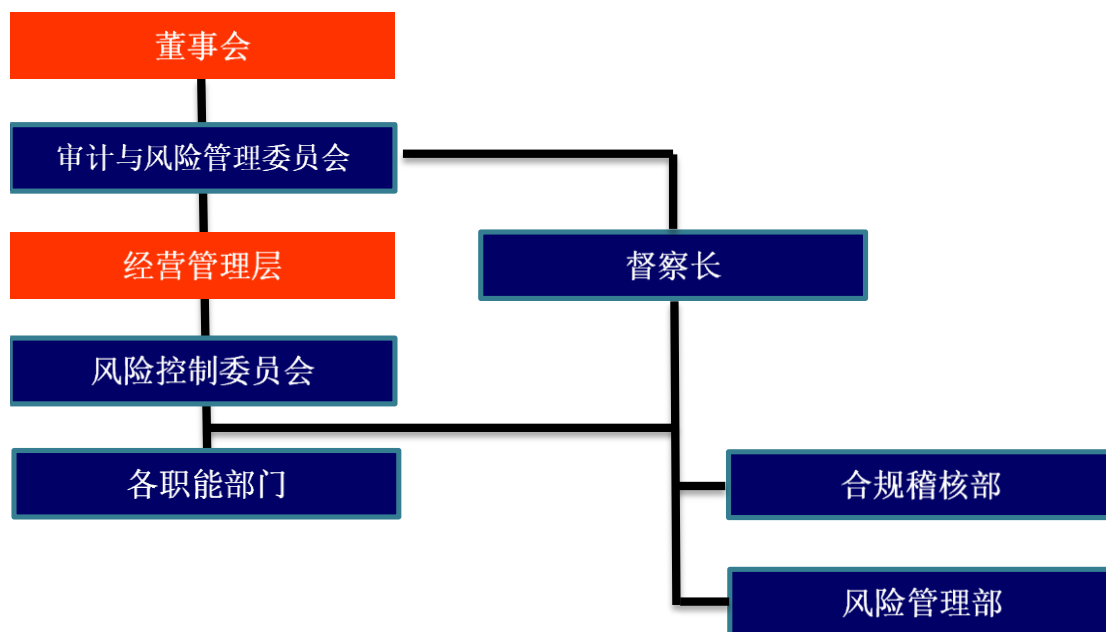 董事会
审计与风险管理委员会
经营管理层
督察长
风险控制委员会
各职能部门
合规稽核部
风险管理部